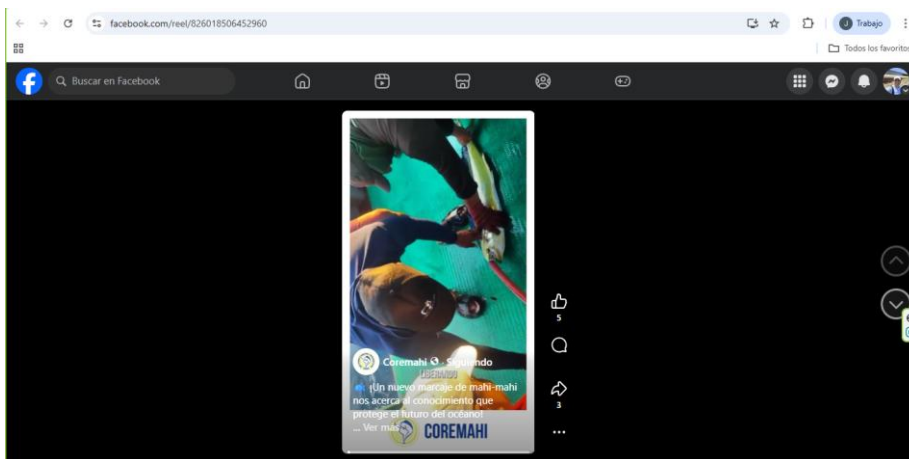 facebook.com/reel/826018506452960
J Trabajo
Todos los favoritos
Buscar en Facebook
5
3
Coremahi · Siguiendo
LIBERANDO
¡Un nuevo marcaje de mahi-mahi
nos acerca al conocimiento que
protege el futuro del océano!
... Ver más
COREMAHI